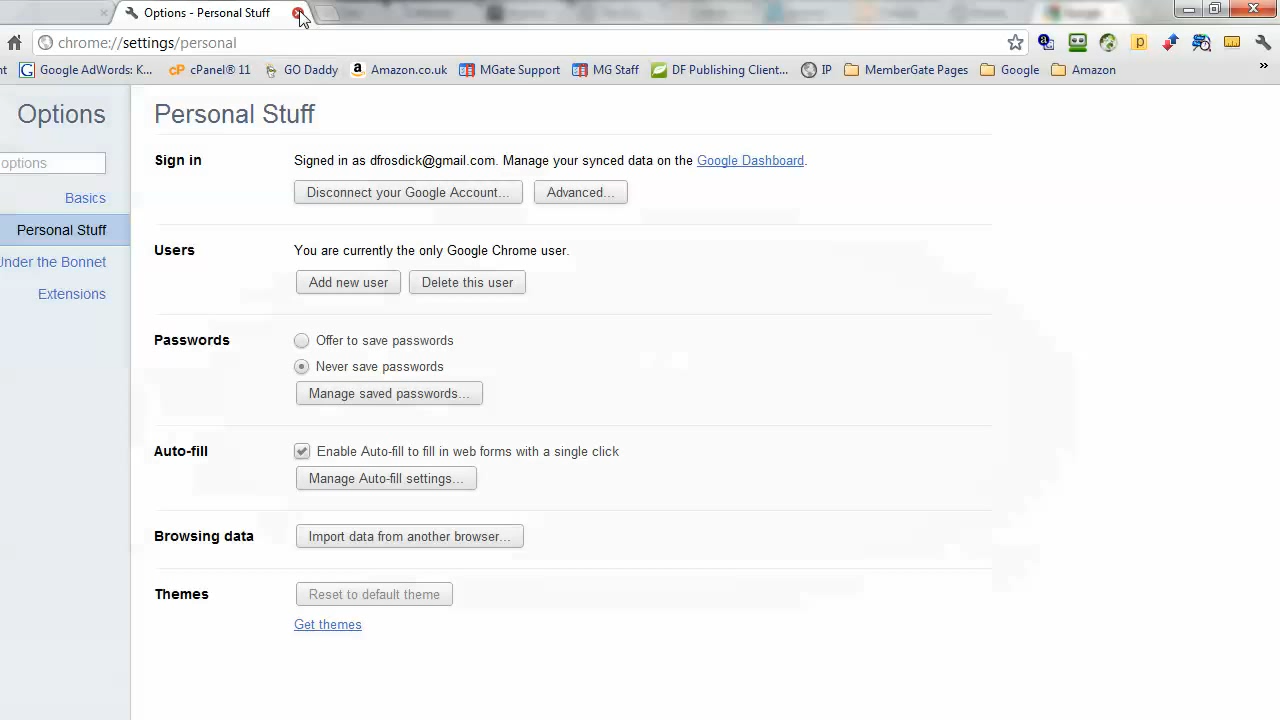 Options - Personal Stuff
chrome://settings/personal
nt Google AdWords: K... cPanel® 11 GO Daddy Amazon.co.uk MGate Support MG Staff DF Publishing Client... IP MemberGate Pages Google Amazon »
Options
Personal Stuff
options
Basics
Personal Stuff
Under the Bonnet
Extensions
Sign in
Signed in as dfrosdick@gmail.com. Manage your synced data on the Google Dashboard.
Disconnect your Google Account... Advanced...
Users
You are currently the only Google Chrome user.
Add new user Delete this user
Passwords
Offer to save passwords
Never save passwords
Manage saved passwords...
Auto-fill
Enable Auto-fill to fill in web forms with a single click
Manage Auto-fill settings...
Browsing data
Import data from another browser...
Themes
Reset to default theme
Get themes